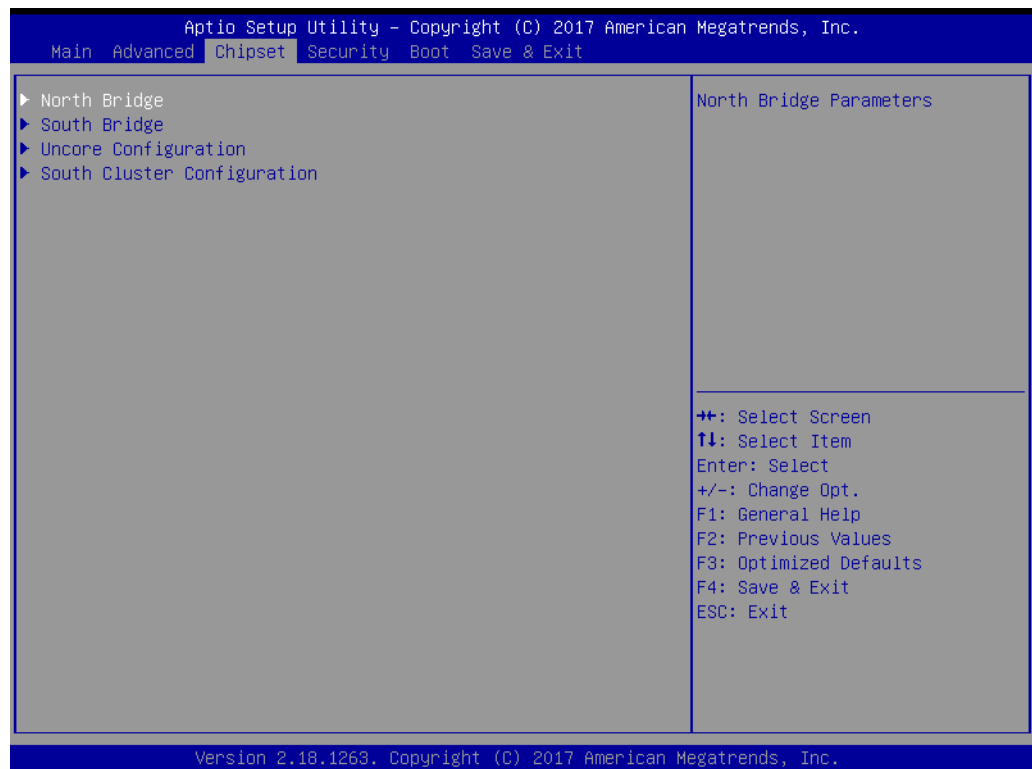 Aptio Setup Utility – Copyright (C) 2017 American Megatrends, Inc.
Main Advanced Chipset Security Boot Save & Exit
▶ North Bridge
▶ South Bridge
▶ Uncore Configuration
▶ South Cluster Configuration
North Bridge Parameters
→←: Select Screen
↑↓: Select Item
Enter: Select
+/-: Change Opt.
F1: General Help
F2: Previous Values
F3: Optimized Defaults
F4: Save & Exit
ESC: Exit
Version 2.18.1263. Copyright (C) 2017 American Megatrends, Inc.